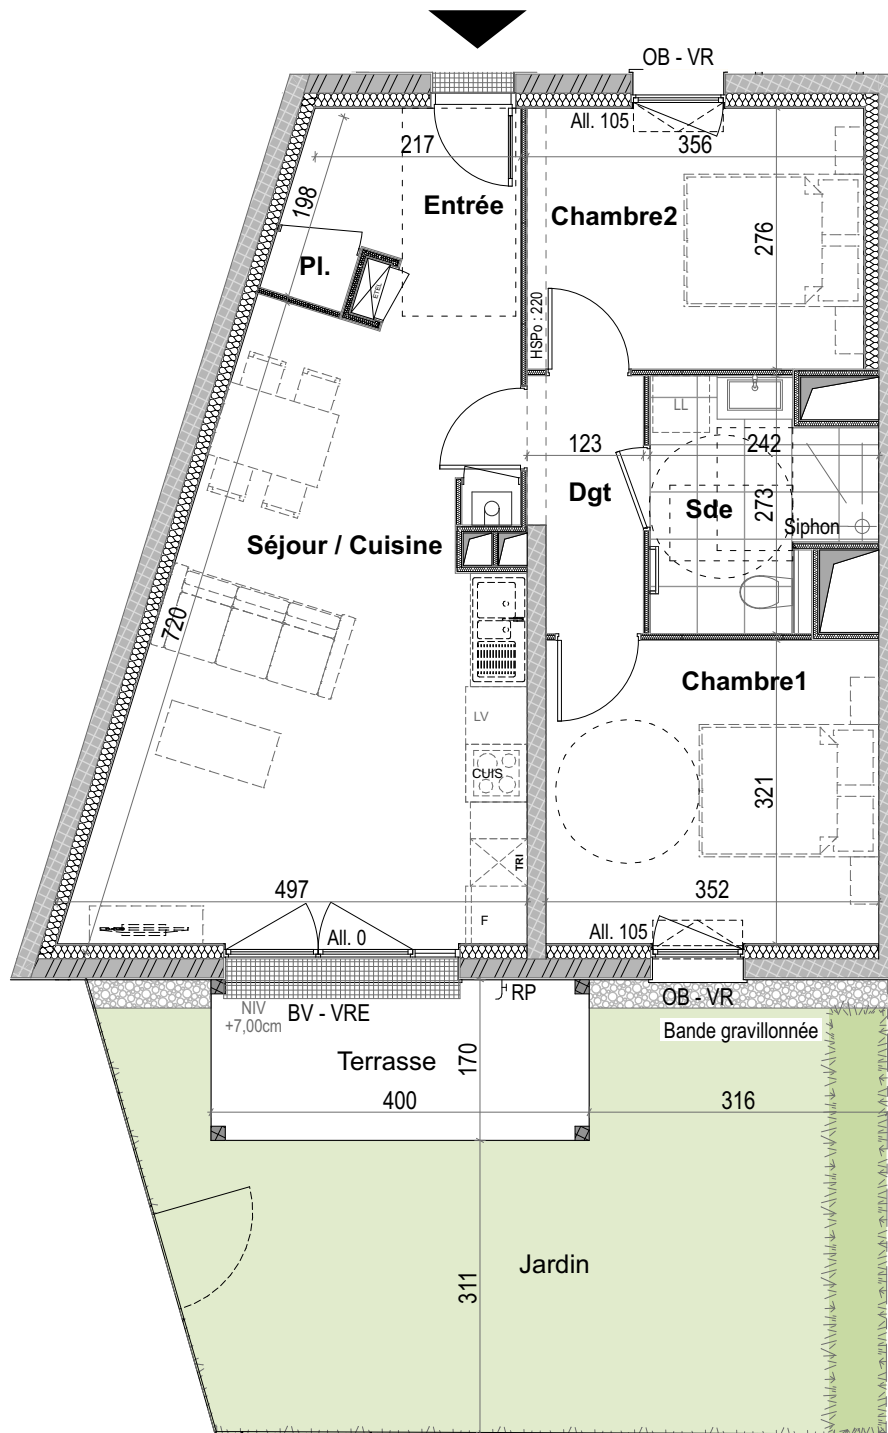 OB - VR
All. 105
217
356
198
Entrée
Chambre2
276
Pl.
ETEL
HSPo : 220
LL
123
242
Dgt
Sde
273
Siphon
Séjour / Cuisine
720
Chambre1
LV
CUIS
321
TRI
497
352
F
All. 0
All. 105
RP
OB - VR
NIV
+7,00cm
BV - VRE
Bande gravillonnée
Terrasse
170
400
316
Jardin
311